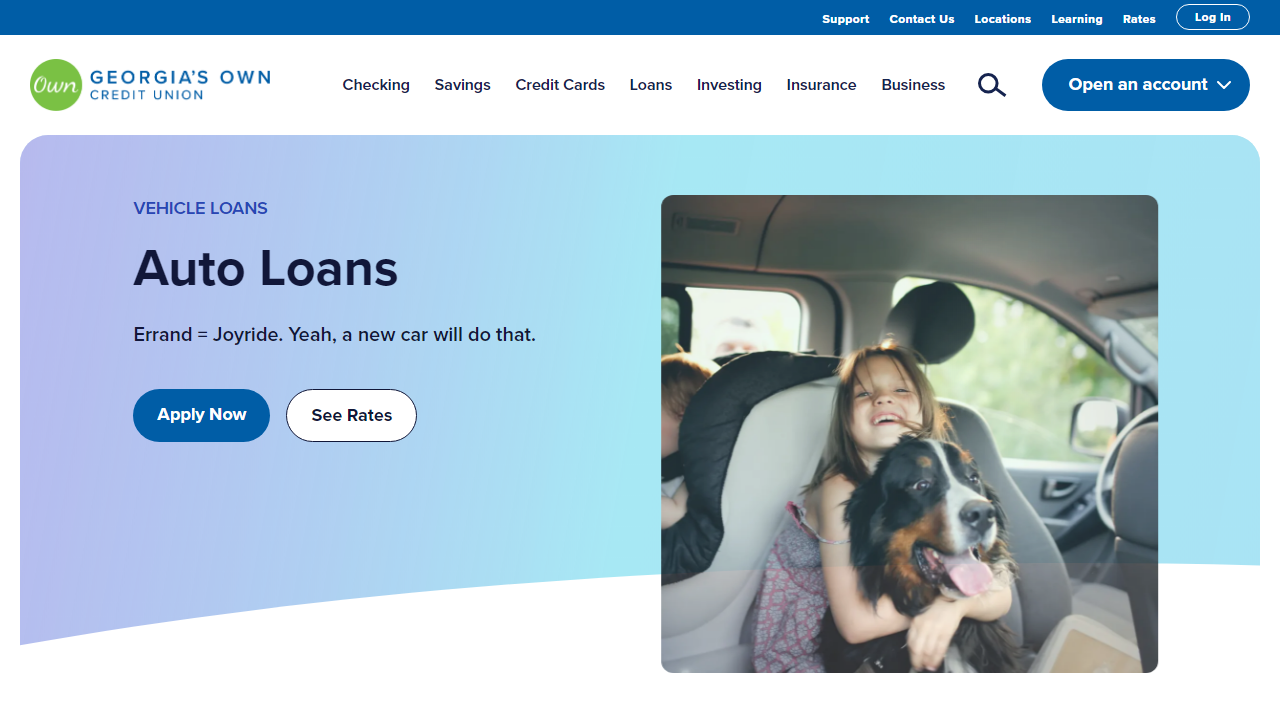 Support Contact Us Locations Learning Rates Log In
Own GEORGIA'S OWN
CREDIT UNION
Checking Savings Credit Cards Loans Investing Insurance Business Open an account
VEHICLE LOANS
Auto Loans
Errand = Joyride. Yeah, a new car will do that.
Apply Now See Rates